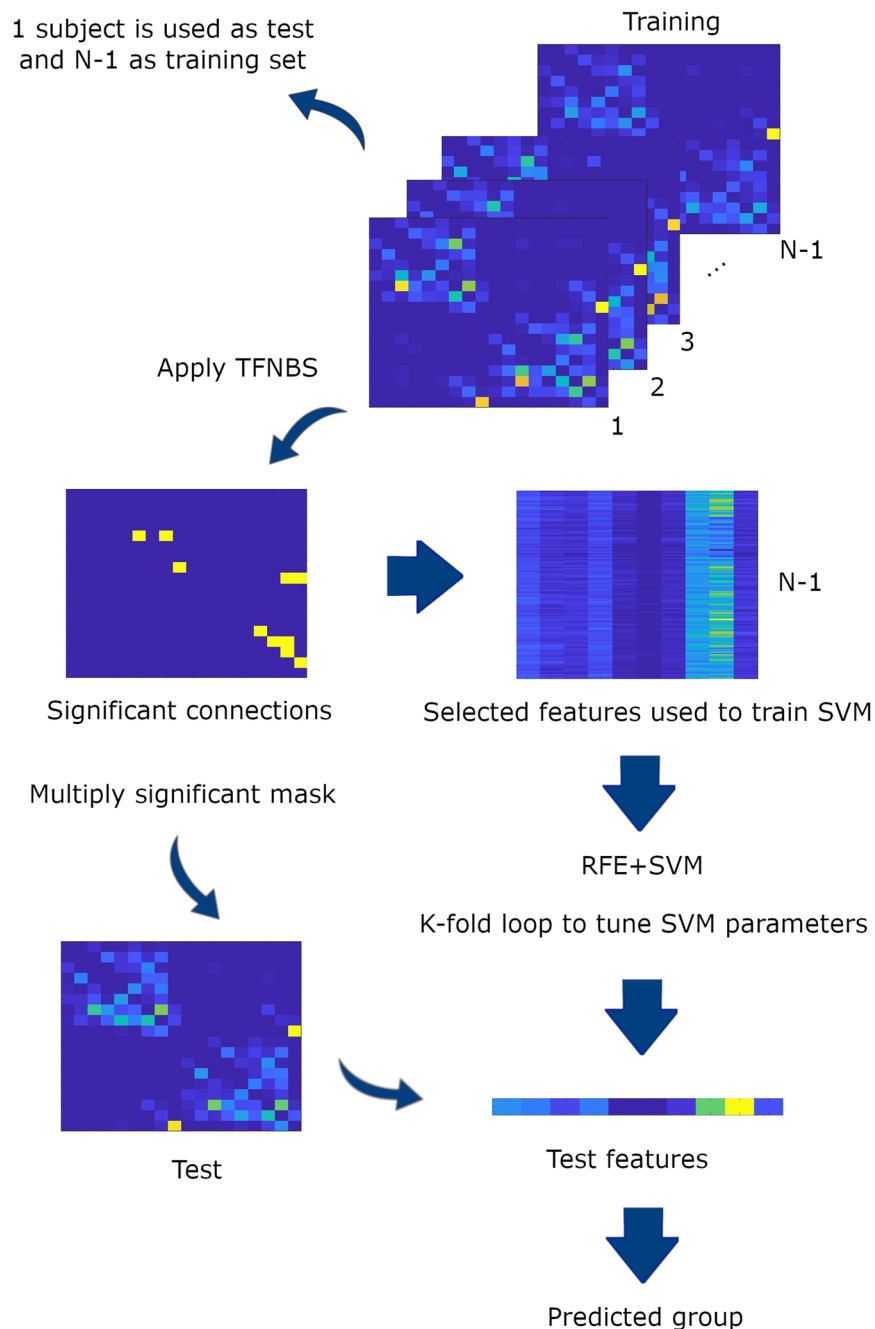 1 subject is used as test
and N-1 as training set
Training
N-1
...
3
2
1
Apply TFNBS
N-1
Significant connections
Selected features used to train SVM
Multiply significant mask
RFE+SVM
K-fold loop to tune SVM parameters
Test
Test features
Predicted group